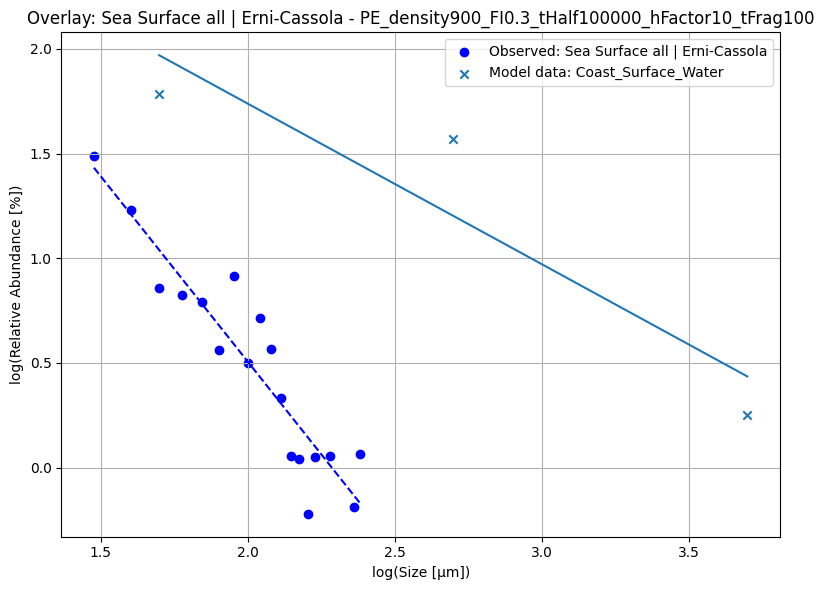 Overlay: Sea Surface all | Erni-Cassola - PE_density900_FI0.3_tHalf100000_hFactor10_tFrag100
Observed: Sea Surface all | Erni-Cassola
Model data: Coast_Surface_Water
log(Relative Abundance [%])
2.0
1.5
1.0
0.5
0.0
1.5 2.0 2.5 3.0 3.5
log(Size [µm])